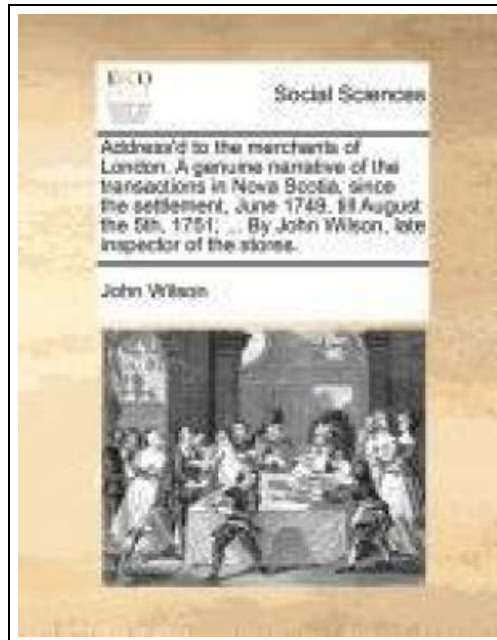 ECCO
Social Sciences
Address'd to the merchants of
London. A genuine narrative of the
transactions in Nova Scotia, since
the settlement, June 1749, till August
the 5th, 1751; ... By John Wilson, late
inspector of the stores.
John Wilson